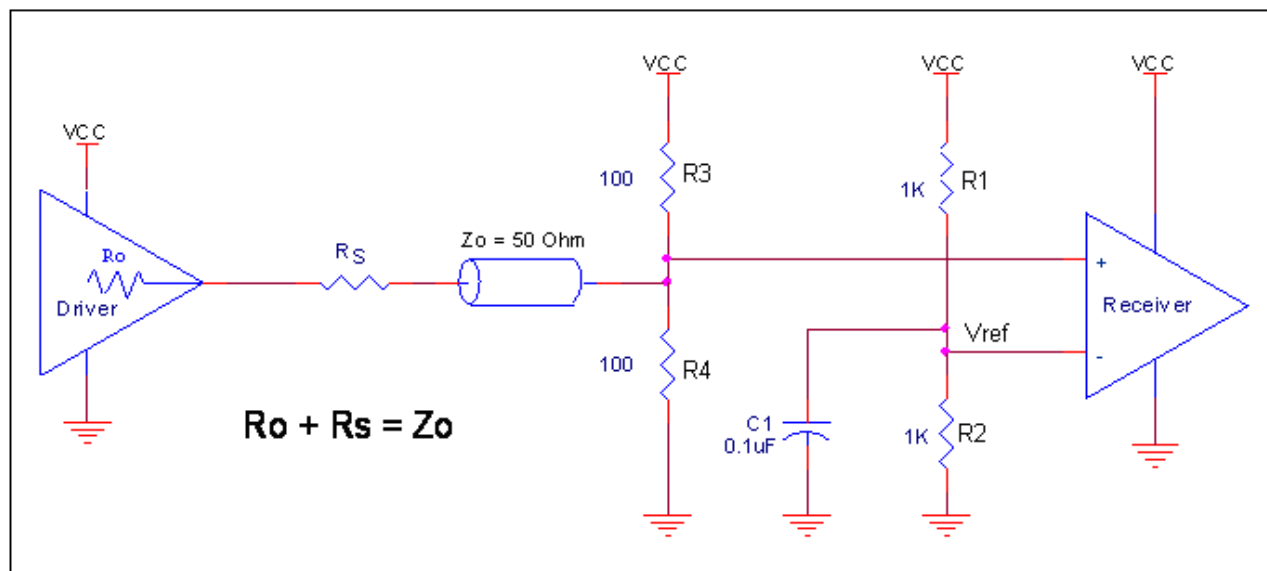 VCC
VCC
VCC
VCC
100
R3
1K
R1
Ro
Driver
RS
Zo = 50 Ohm
+
Receiver
Vref
-
100
R4
Ro + Rs = Zo
C1
0.1uF
1K
R2